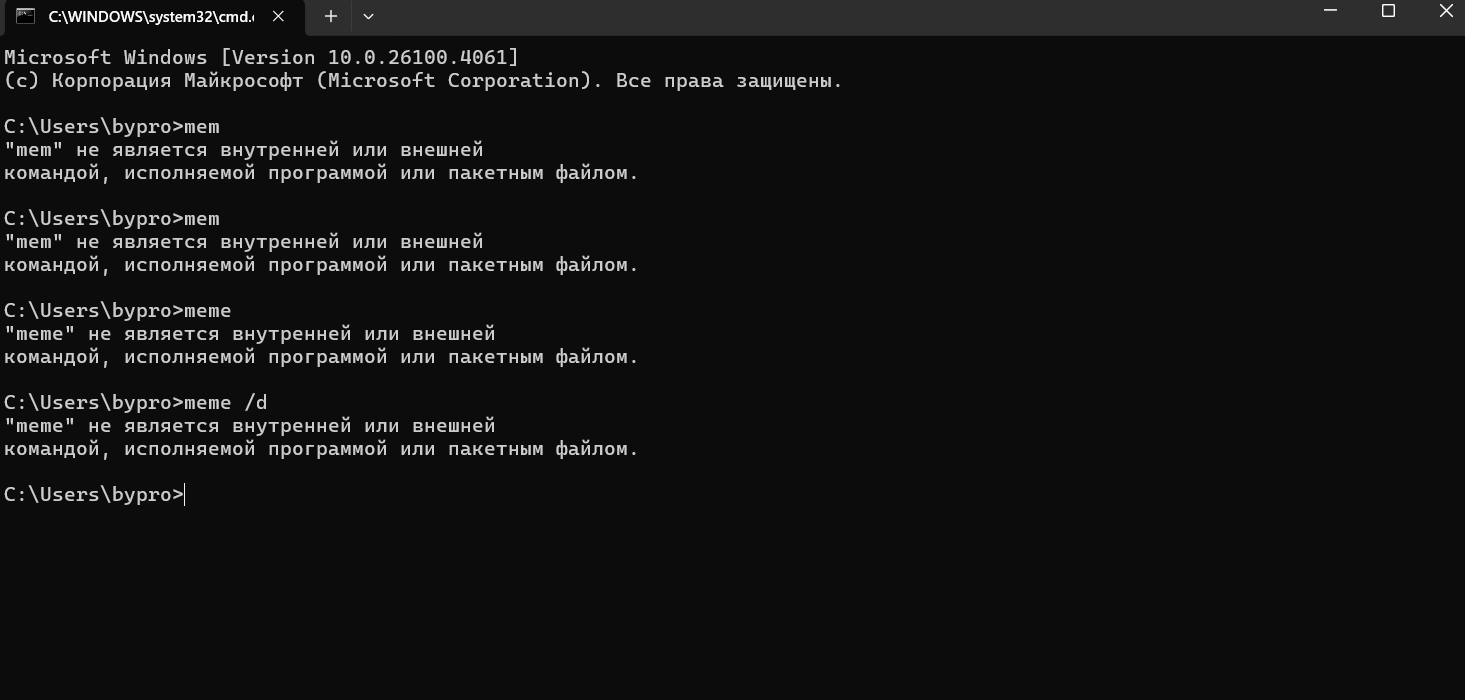 C:\WINDOWS\system32\cmd.
Microsoft Windows [Version 10.0.26100.4061]
(c) Корпорация Майкрософт (Microsoft Corporation). Все права защищены.
C:\Users\bypro>mem
"mem" не является внутренней или внешней
командой, исполняемой программой или пакетным файлом.
C:\Users\bypro>mem
"mem" не является внутренней или внешней
командой, исполняемой программой или пакетным файлом.
C:\Users\bypro>meme
"meme" не является внутренней или внешней
командой, исполняемой программой или пакетным файлом.
C:\Users\bypro>meme /d
"meme" не является внутренней или внешней
командой, исполняемой программой или пакетным файлом.
C:\Users\bypro>